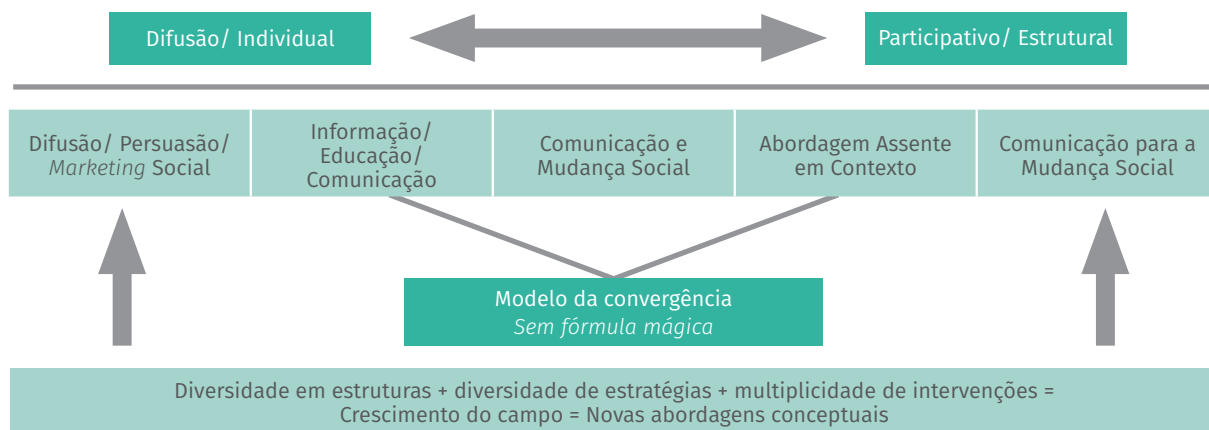 Difusão/ Individual
Participativo/ Estrutural
Difusão/ Persuasão/
Marketing Social
Informação/
Educação/
Comunicação
Comunicação e
Mudança Social
Abordagem Assente
em Contexto
Comunicação para a
Mudança Social
Modelo da convergência
Sem fórmula mágica
Diversidade em estruturas + diversidade de estratégias + multiplicidade de intervenções =
Crescimento do campo = Novas abordagens conceptuais